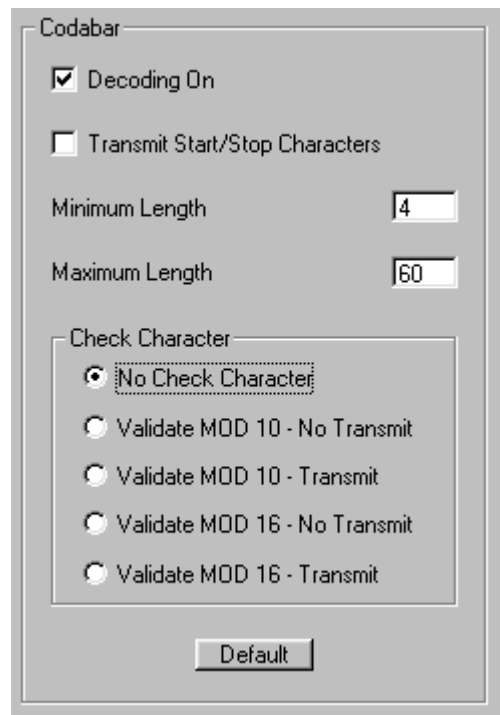 Codabar
Decoding On
Transmit Start/Stop Characters
Minimum Length 4
Maximum Length 60
Check Character
No Check Character
Validate MOD 10 - No Transmit
Validate MOD 10 - Transmit
Validate MOD 16 - No Transmit
Validate MOD 16 - Transmit
Default